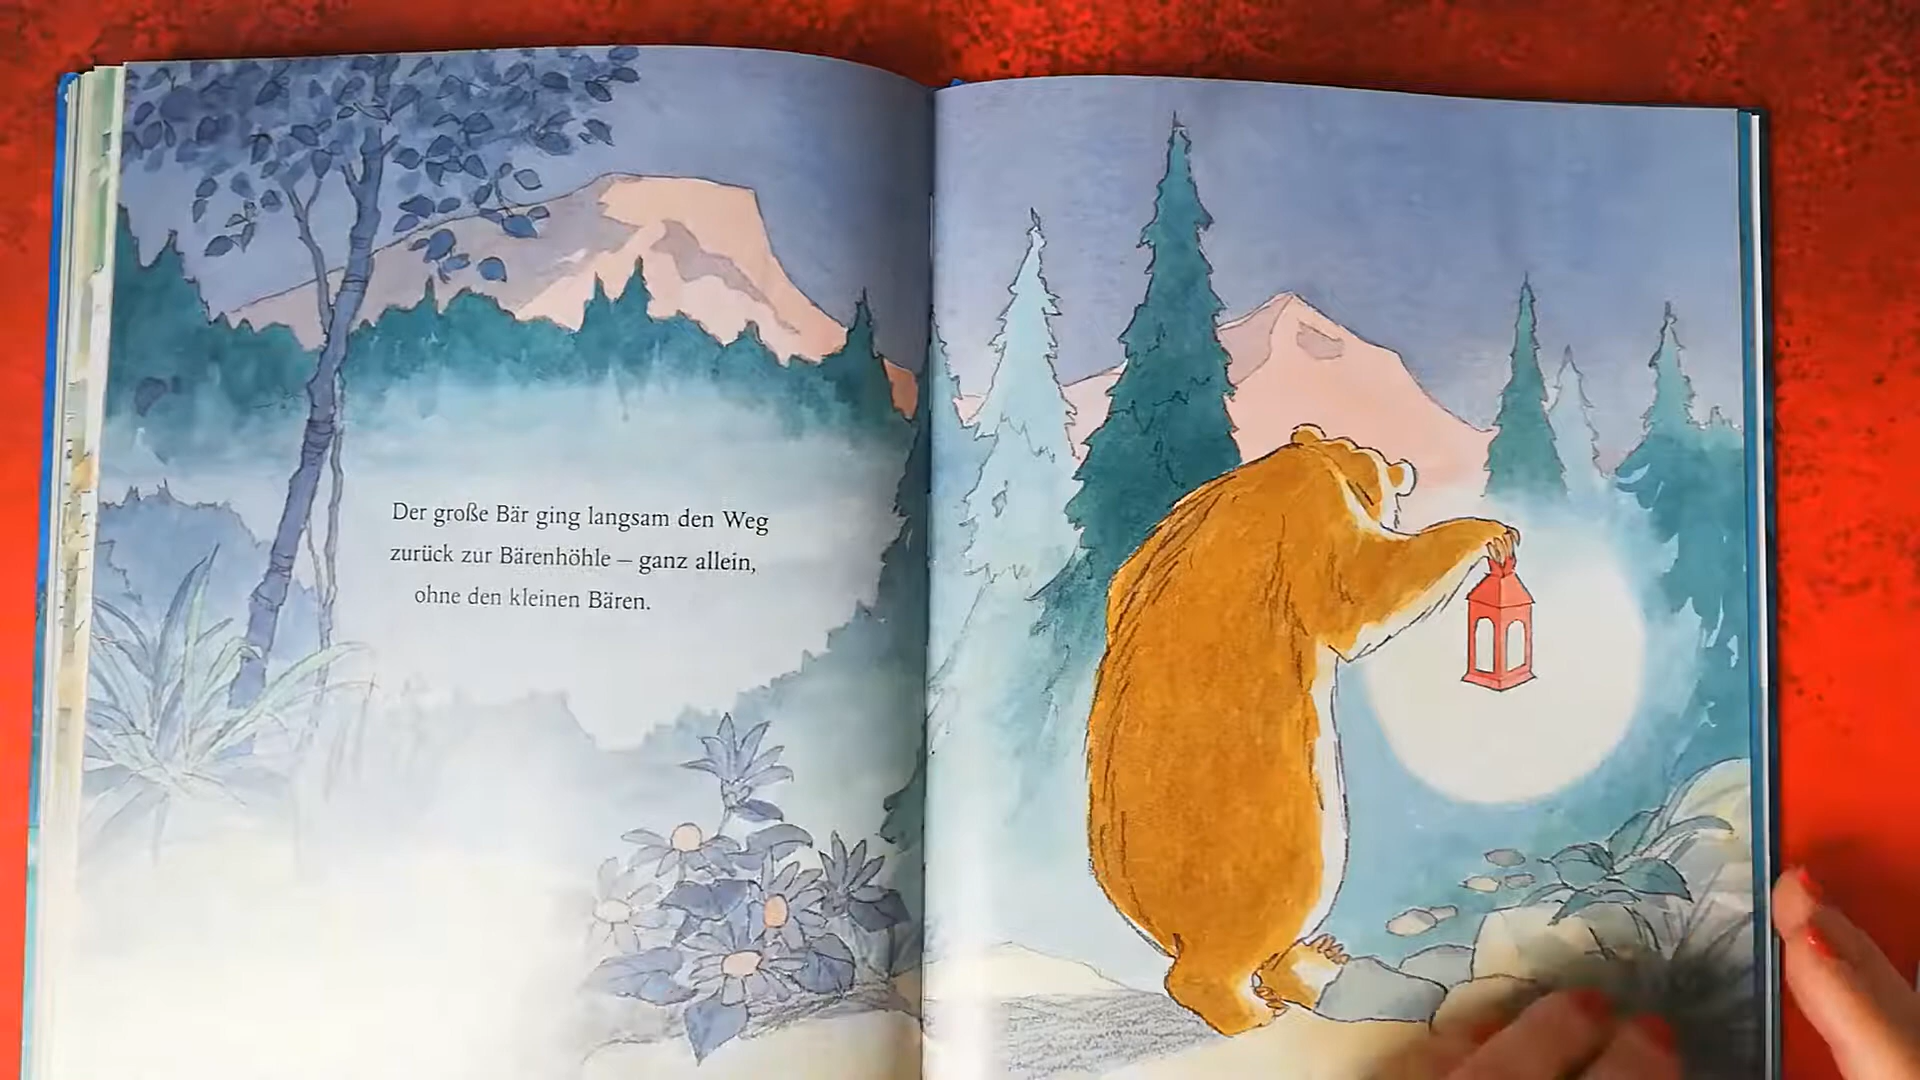 Der große Bär ging langsam den Weg
zurück zur Bärenhöhle – ganz allein,
ohne den kleinen Bären.